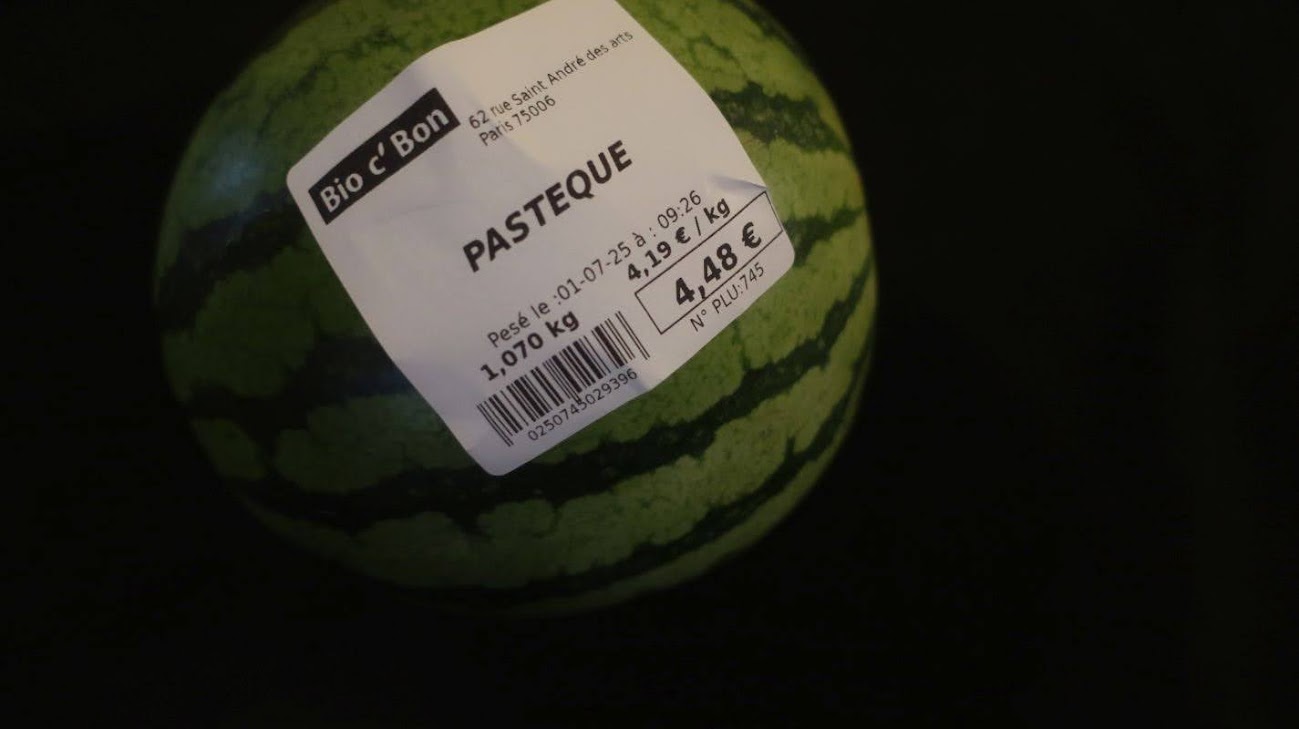 Bio c' Bon
62 rue Saint André des arts
Paris 75006
PASTEQUE
Pesé le :01-07-25 à : 09:26
1,070 kg
4,19 € / kg
4,48 €
N° PLU:745
0250745029396